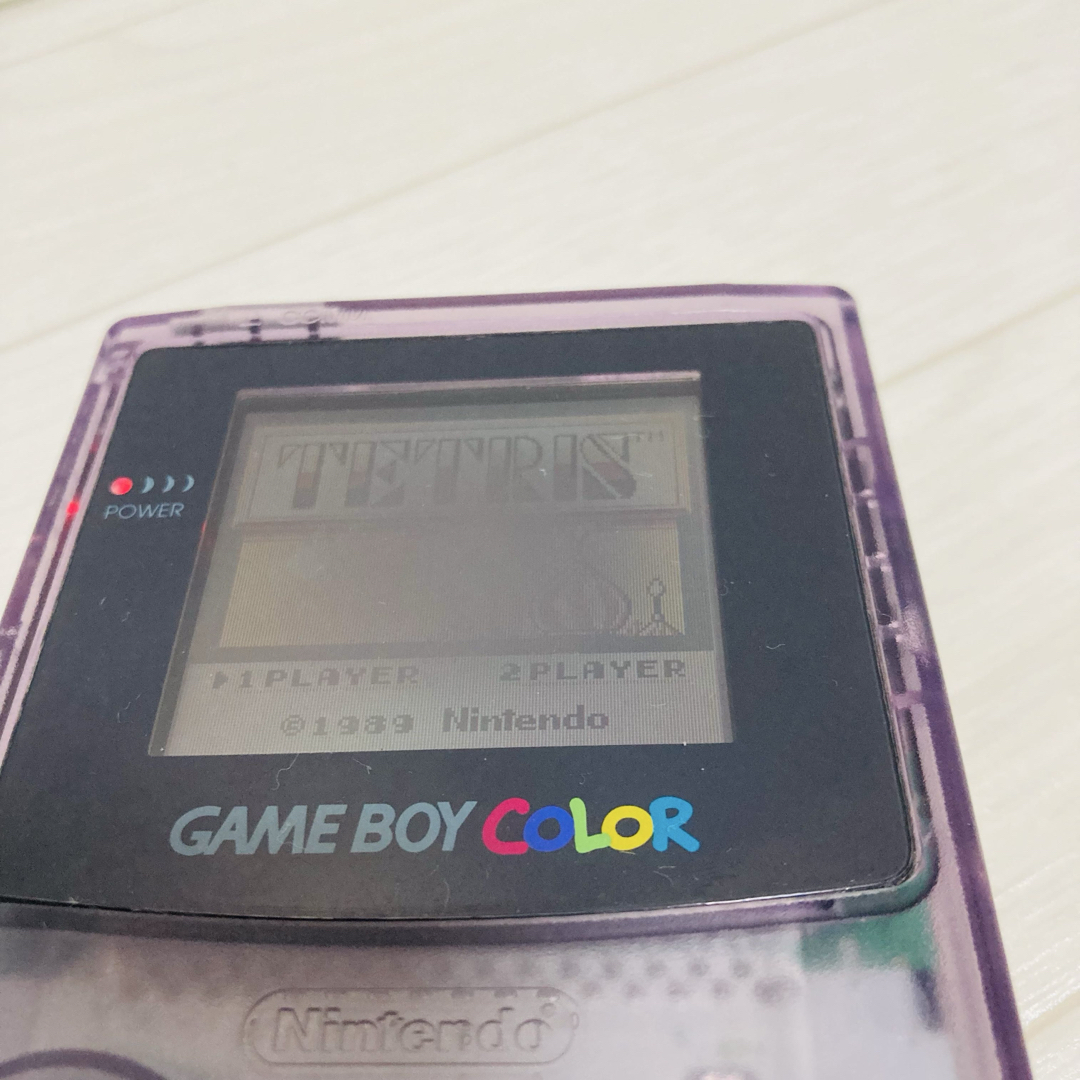 TETRIS™
POWER
▶1PLAYER 2PLAYER
©1989 Nintendo
GAME BOY COLOR
Nintendo®